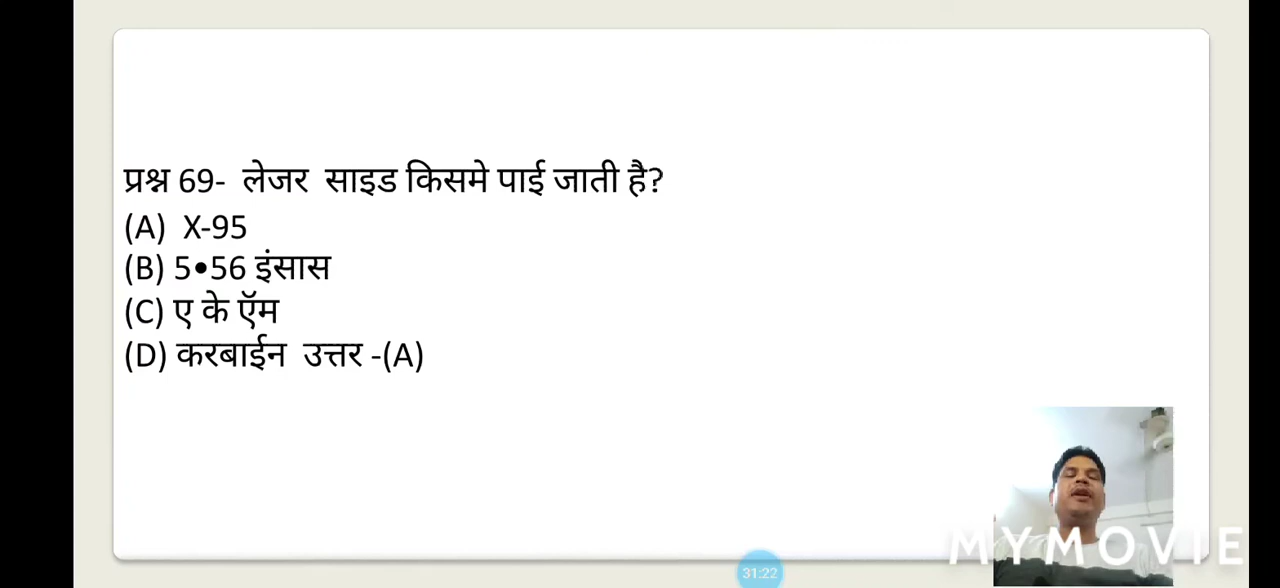 प्रश्न 69- लेजर साइड किसमे पाई जाती है?
(A) X-95
(B) 5•56 इंसास
(C) ए के ऍम
(D) करबाईन उत्तर -(A)
31:22
MYMOVIE